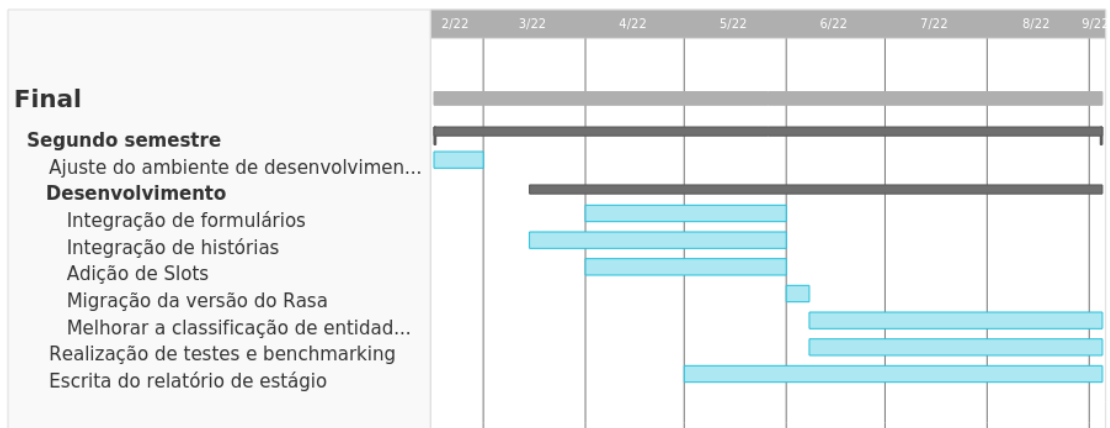 2/22 3/22 4/22 5/22 6/22 7/22 8/22 9/22
Final
Segundo semestre
Ajuste do ambiente de desenvolvimen...
Desenvolvimento
Integração de formulários
Integração de histórias
Adição de Slots
Migração da versão do Rasa
Melhorar a classificação de entidad...
Realização de testes e benchmarking
Escrita do relatório de estágio